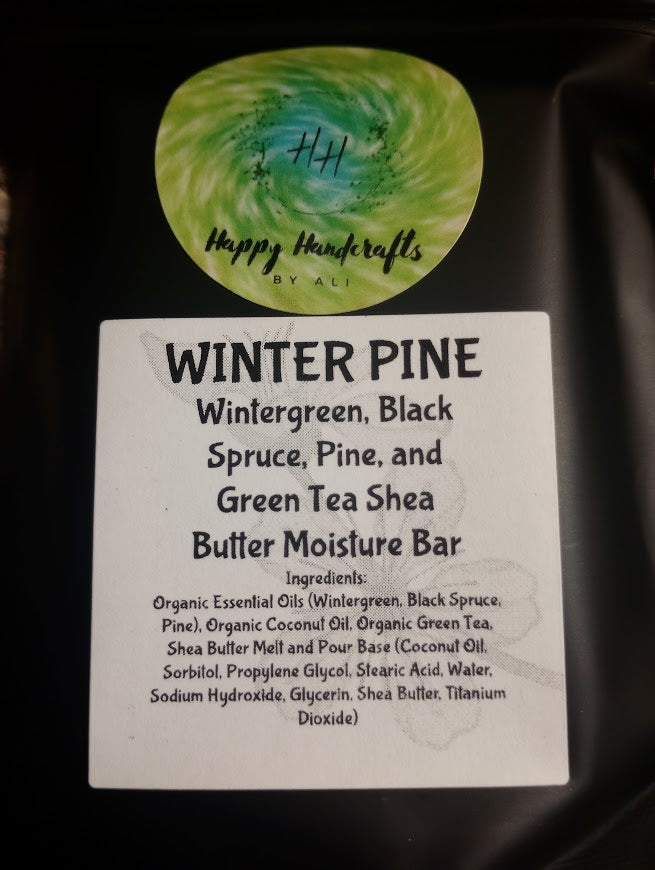 HH
Happy Handcrafts
BY ALI
WINTER PINE
Wintergreen, Black
Spruce, Pine, and
Green Tea Shea
Butter Moisture Bar
Ingredients:
Organic Essential Oils (Wintergreen, Black Spruce,
Pine), Organic Coconut Oil, Organic Green Tea,
Shea Butter Melt and Pour Base (Coconut Oil,
Sorbitol, Propylene Glycol, Stearic Acid, Water,
Sodium Hydroxide, Glycerin, Shea Butter, Titanium
Dioxide)